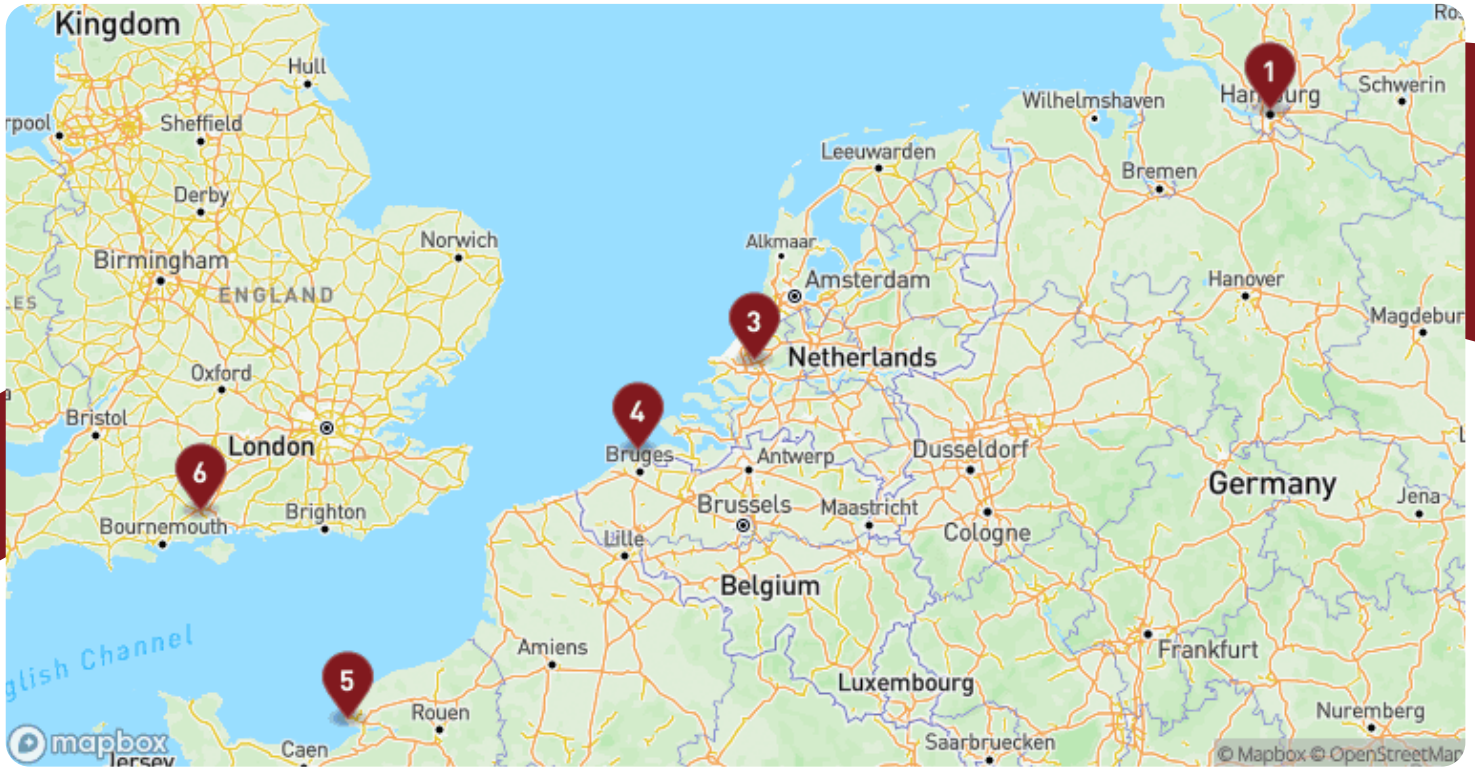 Kingdom
Ro
Hull
1
Schwerin
Wilhelmshaven
rpool
Sheffield
Leeuwarden
Bremen
Derby
Norwich
Alkmaar
Birmingham
Amsterdam
Hanover
LES
ENGLAND
3
Magdebur
Netherlands
Oxford
a
4
Bristol
London
Bruges
Antwerp
Dusseldorf
L
6
Germany
Brussels
Maastricht
Jena
Bournemouth
Brighton
Cologne
Lille
Belgium
glish Channel
Amiens
Frankfurt
5
Luxembourg
Rouen
Nuremberg
mapbox
Caen
Saarbruecken
Jersey
© Mapbox © OpenStreetMap